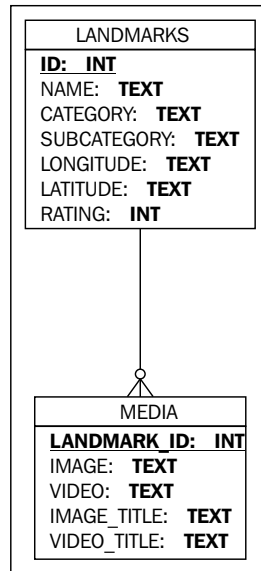 LANDMARKS
ID: INT
NAME: TEXT
CATEGORY: TEXT
SUBCATEGORY: TEXT
LONGITUDE: TEXT
LATITUDE: TEXT
RATING: INT
MEDIA
LANDMARK_ID: INT
IMAGE: TEXT
VIDEO: TEXT
IMAGE_TITLE: TEXT
VIDEO_TITLE: TEXT